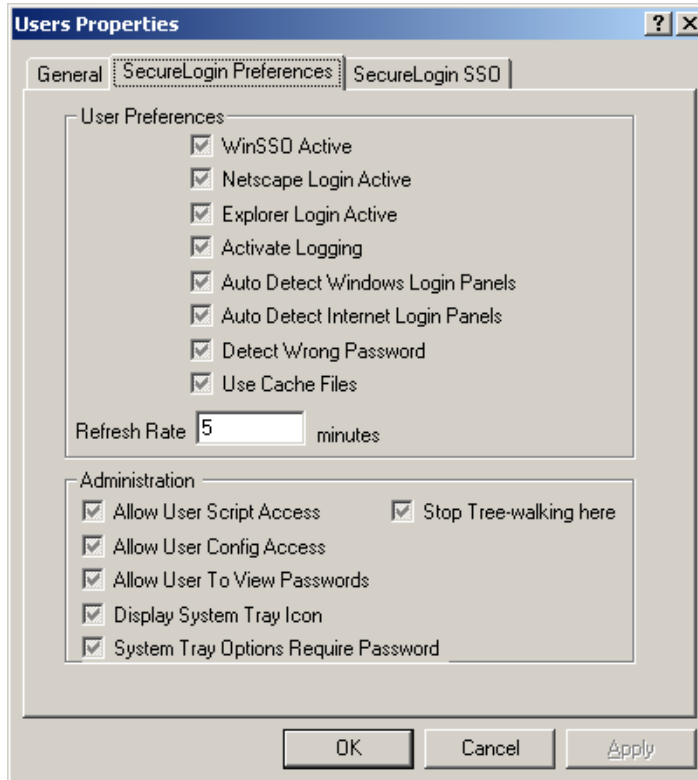 Users Properties
General SecureLogin Preferences SecureLogin SSO
User Preferences
WinSSO Active
Netscape Login Active
Explorer Login Active
Activate Logging
Auto Detect Windows Login Panels
Auto Detect Internet Login Panels
Detect Wrong Password
Use Cache Files
Refresh Rate 5 minutes
Administration
Allow User Script Access Stop Tree-walking here
Allow User Config Access
Allow User To View Passwords
Display System Tray Icon
System Tray Options Require Password
OK Cancel Apply